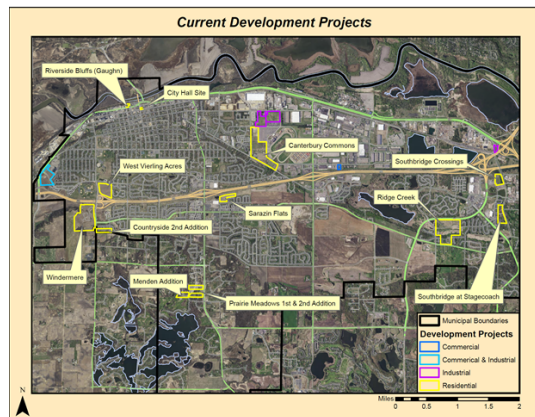 Current Development Projects
Riverside Bluffs (Gaughn)
City Hall Site
Canterbury Commons
West Vierling Acres
Southbridge Crossings
Sarazin Flats
Ridge Creek
Countryside 2nd Addition
Windermere
Menden Addition
Prairie Meadows 1st & 2nd Addition
Southbridge at Stagecoach
Municipal Boundaries
Development Projects
Commercial
Commerical & Industrial
Industrial
Residential
N
Miles
0 0.5 1 1.5 2